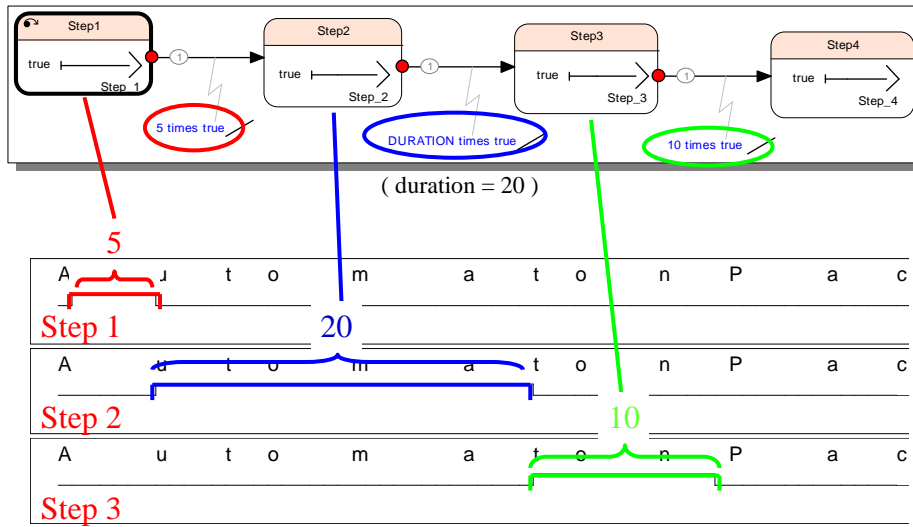 Step1 Step2 Step3 Step4
true true true true
Step_1 Step_2 Step_3 Step_4
1 1 1
5 times true DURATION times true 10 times true
( duration = 20 )
5
A u t o m a t o n P a c
Step 1
20
A u t o m a t o n P a c
Step 2
10
A u t o m a t o n P a c
Step 3